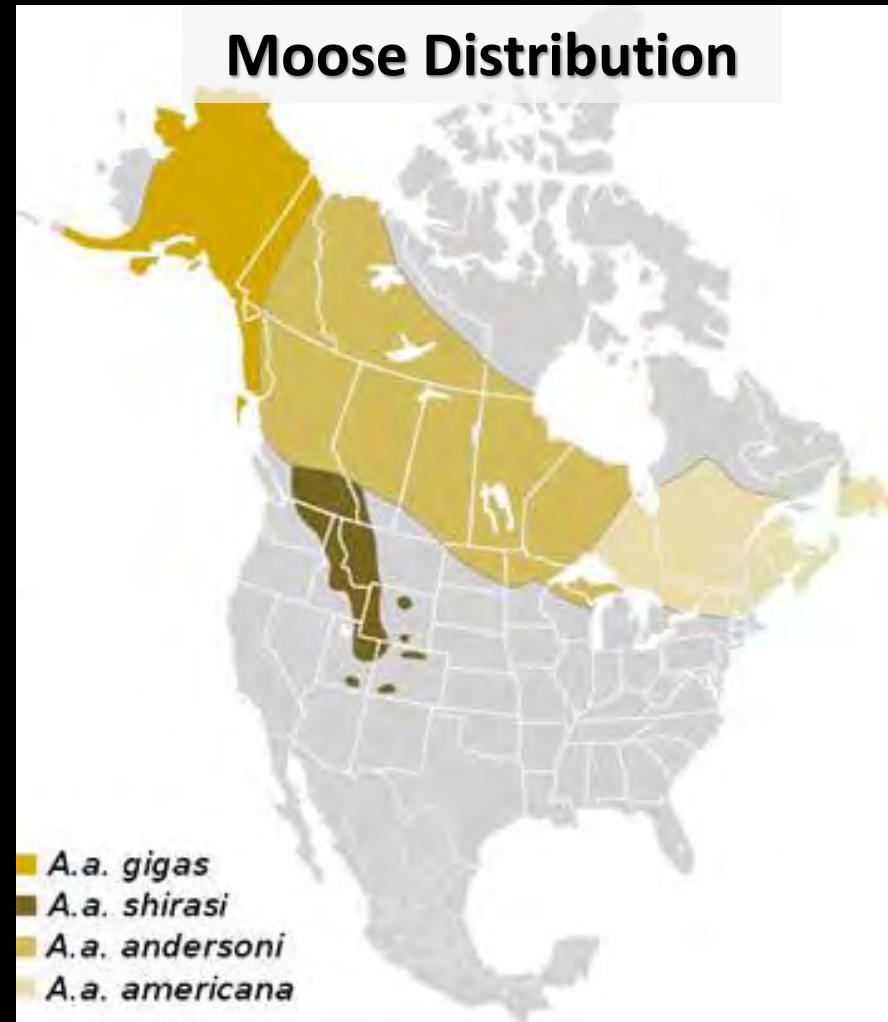 Moose Distribution
A.a. gigas
A.a. shirasi
A.a. andersoni
A.a. americana